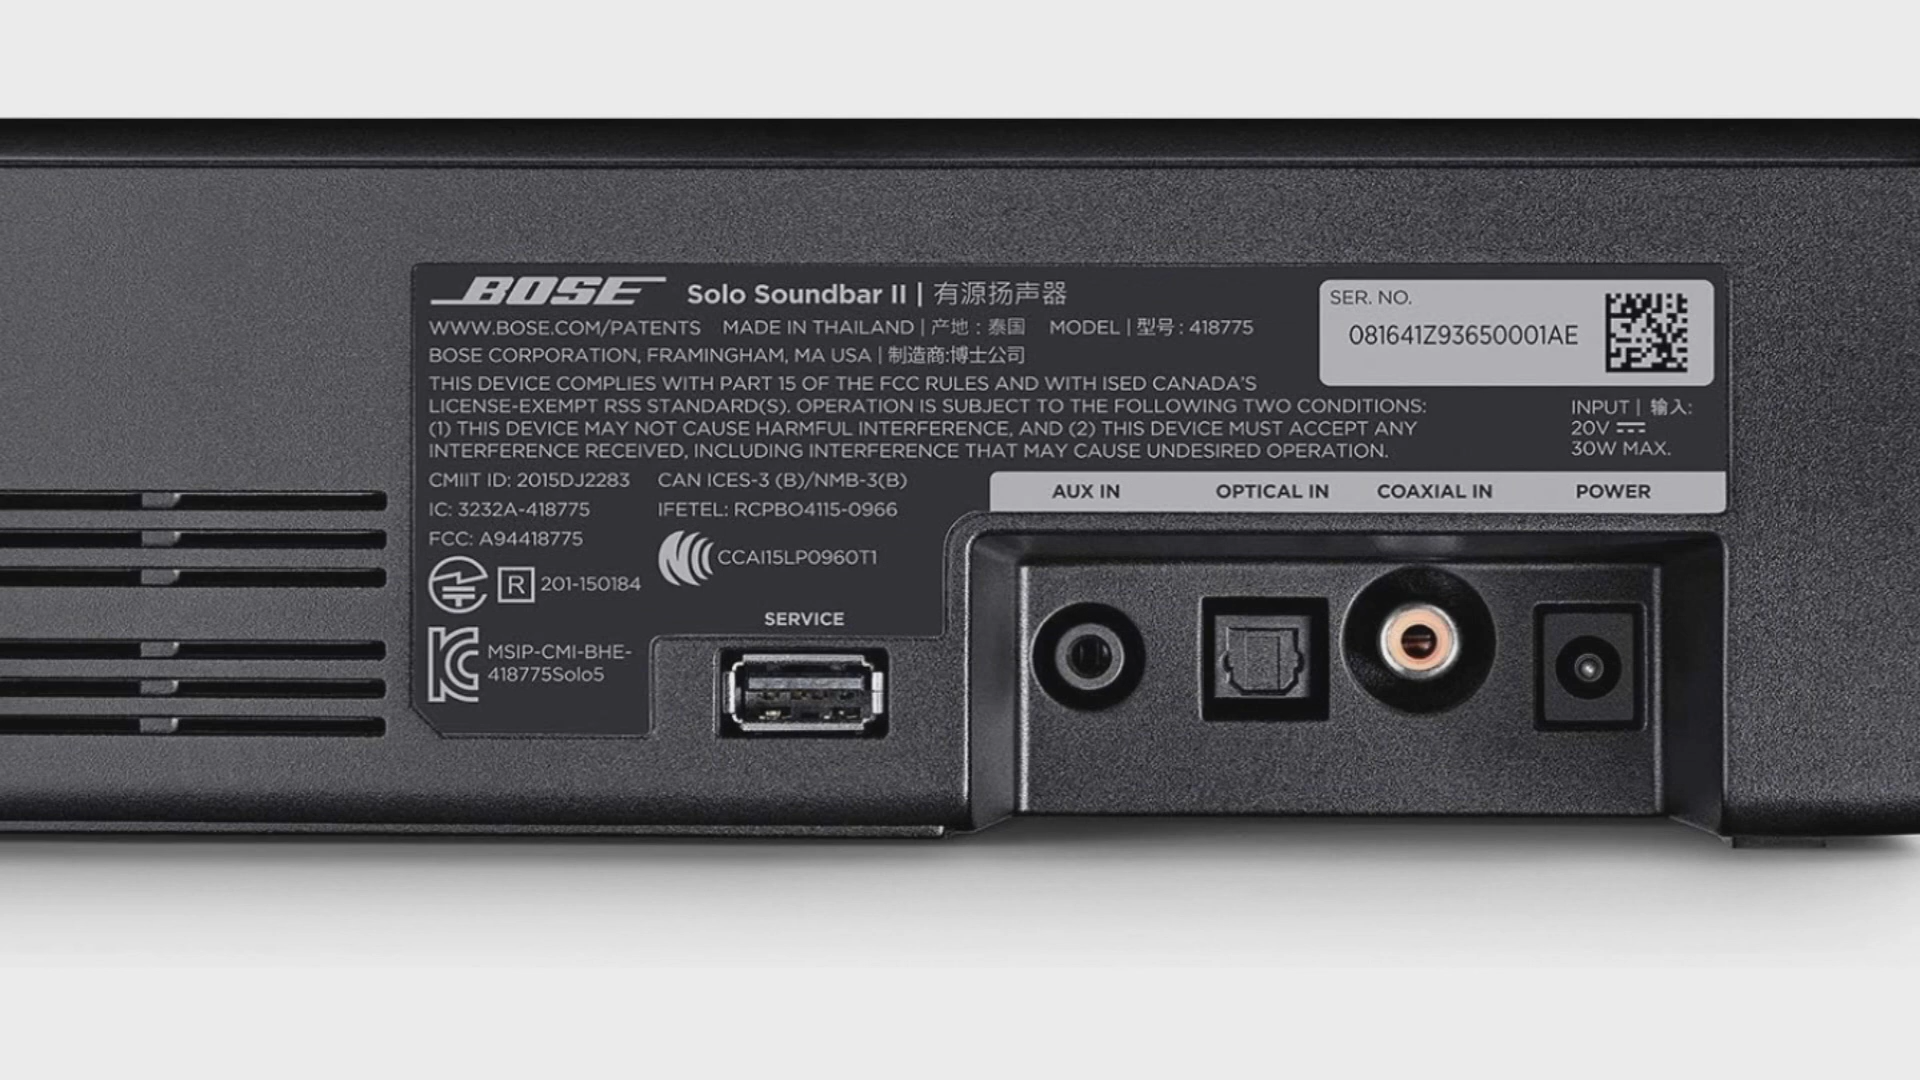 BOSE Solo Soundbar II | 有源扬声器
WWW.BOSE.COM/PATENTS MADE IN THAILAND | 产地 : 泰国 MODEL | 型号 : 418775
BOSE CORPORATION, FRAMINGHAM, MA USA | 制造商:博士公司
THIS DEVICE COMPLIES WITH PART 15 OF THE FCC RULES AND WITH ISED CANADA'S
LICENSE-EXEMPT RSS STANDARD(S). OPERATION IS SUBJECT TO THE FOLLOWING TWO CONDITIONS:
(1) THIS DEVICE MAY NOT CAUSE HARMFUL INTERFERENCE, AND (2) THIS DEVICE MUST ACCEPT ANY
INTERFERENCE RECEIVED, INCLUDING INTERFERENCE THAT MAY CAUSE UNDESIRED OPERATION.
SER. NO.
081641Z93650001AE
INPUT | 输入:
20V
30W MAX.
CMIIT ID: 2015DJ2283 CAN ICES-3 (B)/NMB-3(B)
IC: 3232A-418775 IFETEL: RCPBO4115-0966
FCC: A94418775
CCAI15LP0960T1
R 201-150184
MSIP-CMI-BHE-
418775Solo5
SERVICE
AUX IN OPTICAL IN COAXIAL IN POWER